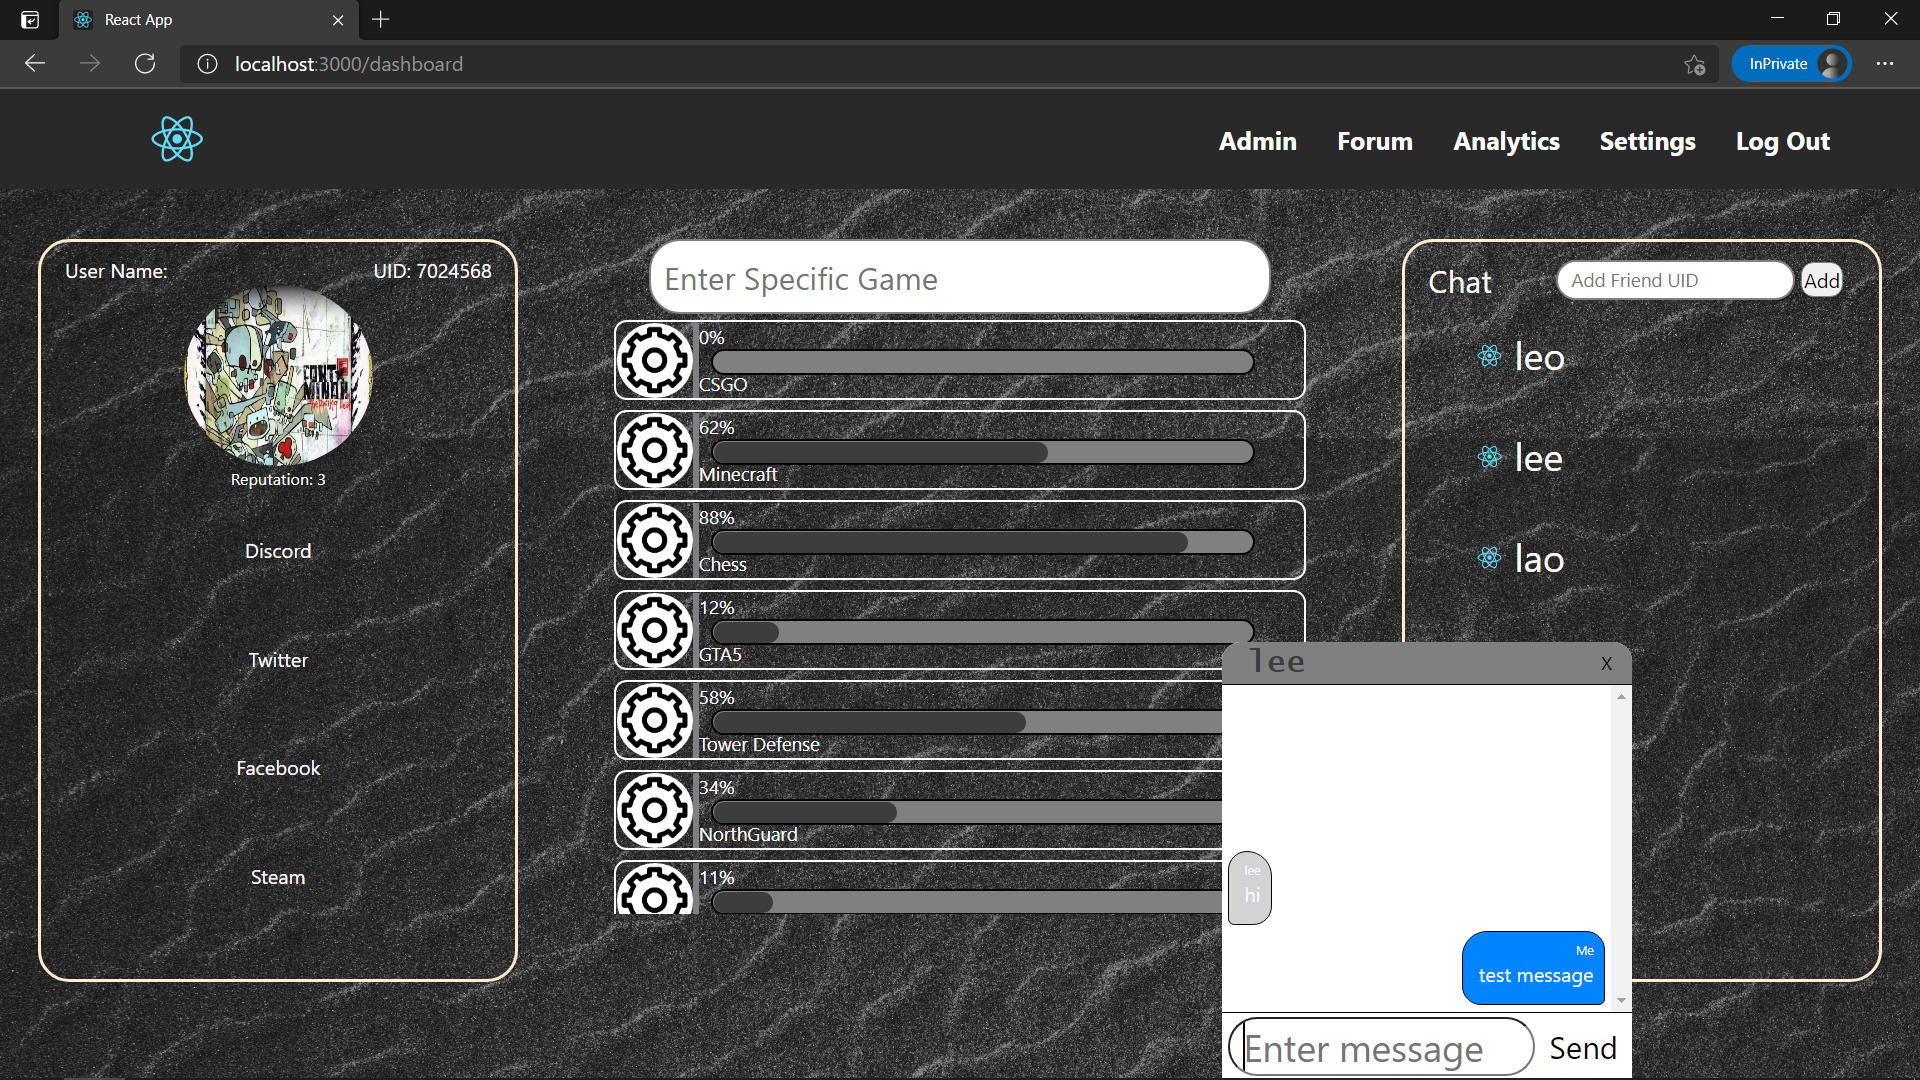 React App
localhost:3000/dashboard
InPrivate
Admin Forum Analytics Settings Log Out
User Name: UID: 7024568
Reputation: 3
Discord
Twitter
Facebook
Steam
Enter Specific Game
0%
CSGO
62%
Minecraft
88%
Chess
12%
GTA5
58%
Tower Defense
34%
NorthGuard
11%
Chat Add Friend UID Add
leo
lee
lao
lee X
lee
hi
Me
test message
Enter message Send